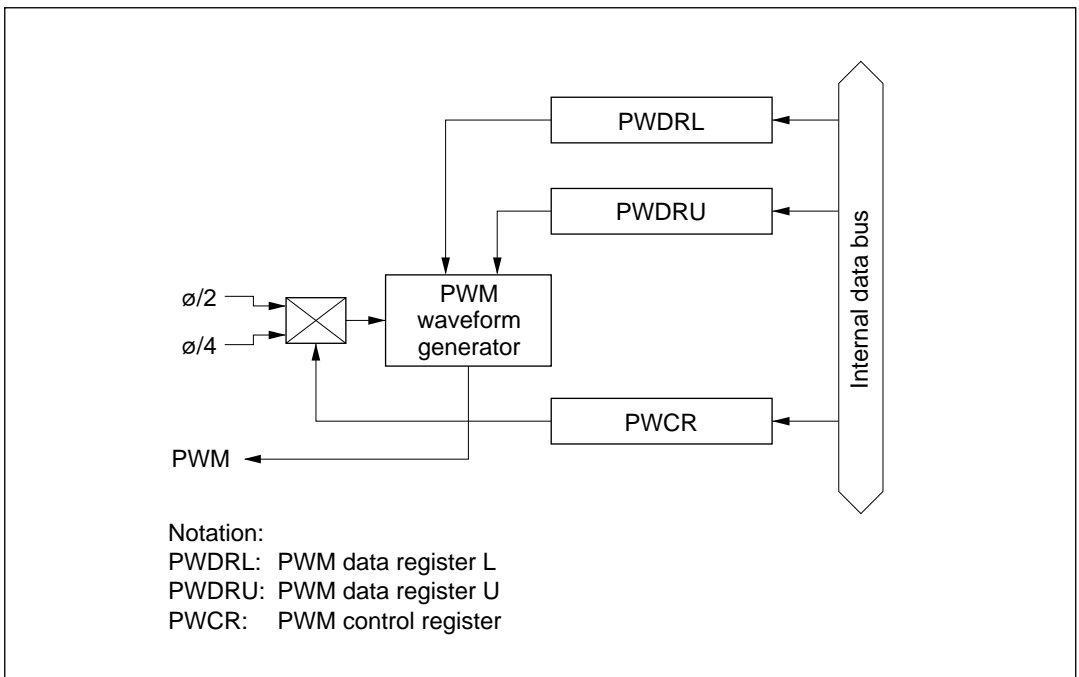 PWDRL
PWDRU
ø/2
ø/4
PWM
waveform
generator
PWCR
PWM
Internal data bus
Notation:
PWDRL: PWM data register L
PWDRU: PWM data register U
PWCR: PWM control register